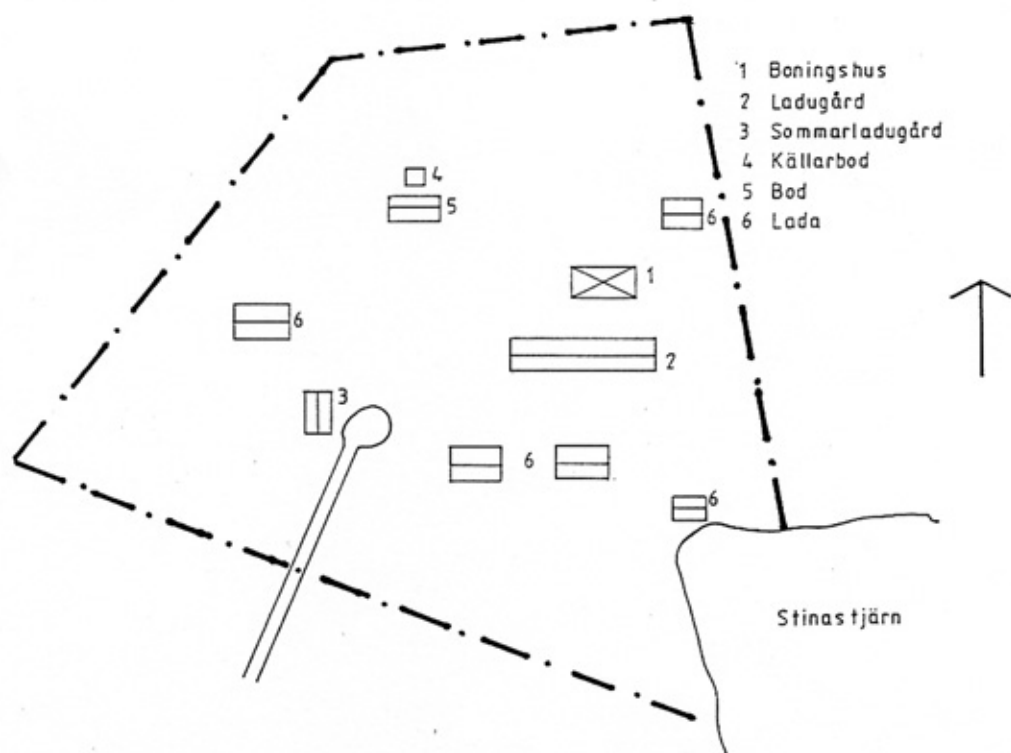 1 Boningshus
2 Ladugård
3 Sommarladugård
4 Källarbod
5 Bod
6 Lada
4
5
6
1
6
2
3
6
6
Stinastjärn